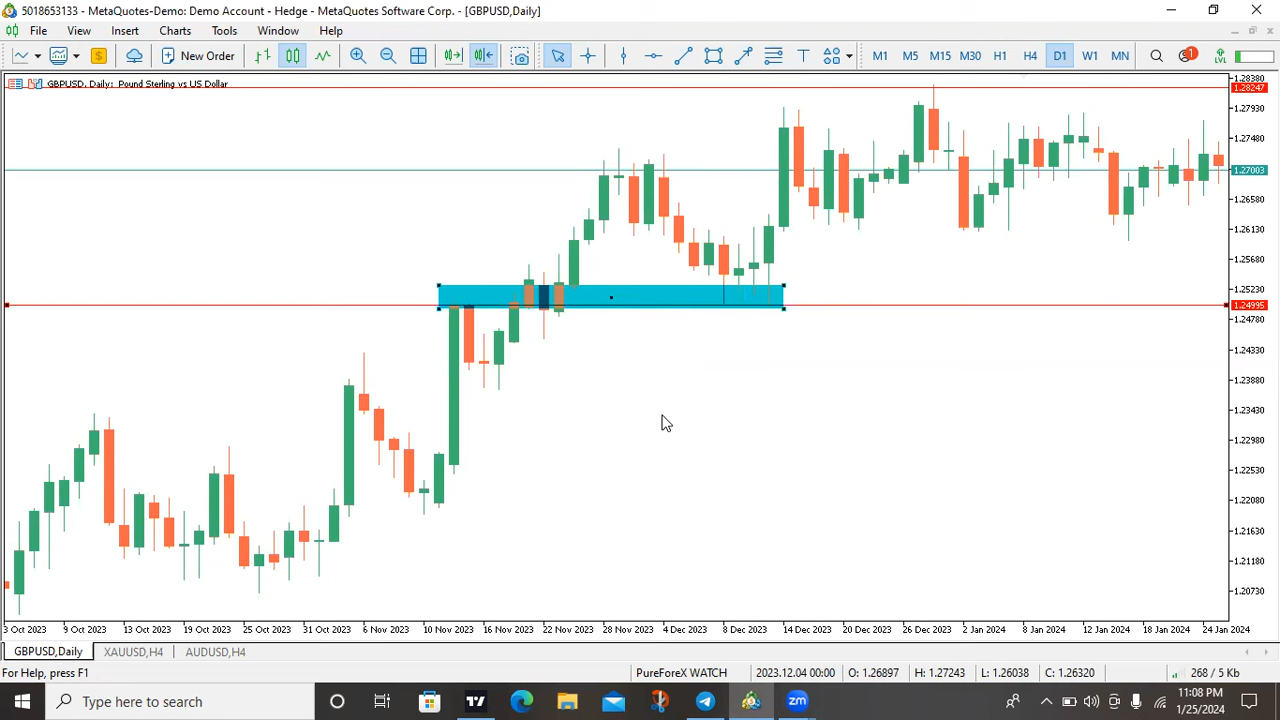 5018653133 - MetaQuotes-Demo: Demo Account - Hedge - MetaQuotes Software Corp. - [GBPUSD,Daily]
File View Insert Charts Tools Window Help
$ New Order T M1 M5 M15 M30 H1 H4 D1 W1 MN 1 LVL
GBPUSD, Daily: Pound Sterling vs US Dollar
1.28380
1.28247
1.27930
1.27480
1.27003
1.26580
1.26130
1.25680
1.25230
1.24995
1.24780
1.24330
1.23880
1.23430
1.22980
1.22530
1.22080
1.21630
1.21180
1.20730
3 Oct 2023 9 Oct 2023 13 Oct 2023 19 Oct 2023 25 Oct 2023 31 Oct 2023 6 Nov 2023 10 Nov 2023 16 Nov 2023 22 Nov 2023 28 Nov 2023 4 Dec 2023 8 Dec 2023 14 Dec 2023 20 Dec 2023 26 Dec 2023 2 Jan 2024 8 Jan 2024 12 Jan 2024 18 Jan 2024 24 Jan 2024
GBPUSD,Daily XAUUSD,H4 AUDUSD,H4
For Help, press F1 PureForeX WATCH 2023.12.04 00:00 O: 1.26897 H: 1.27243 L: 1.26038 C: 1.26320 268 / 5 Kb
Type here to search zm 11:08 PM
1/25/2024